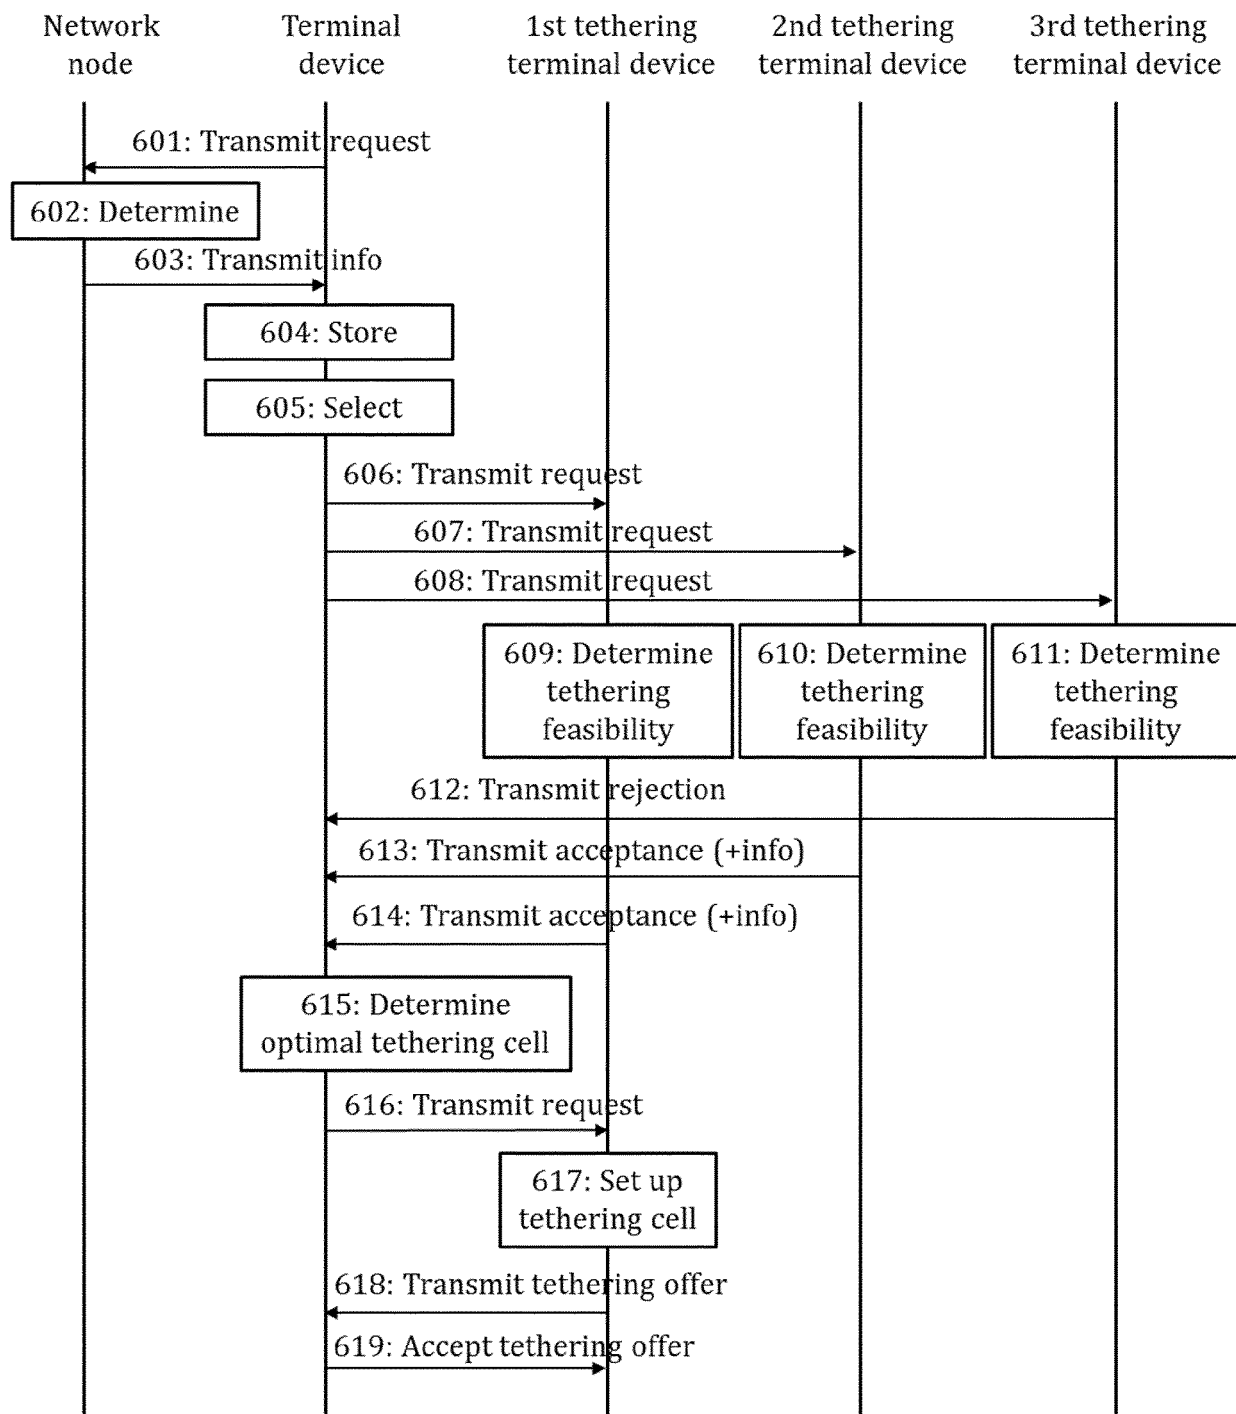 Network
node
Terminal
device
1st tethering
terminal device
2nd tethering
terminal device
3rd tethering
terminal device
601: Transmit request
602: Determine
603: Transmit info
604: Store
605: Select
606: Transmit request
607: Transmit request
608: Transmit request
609: Determine
tethering
feasibility
610: Determine
tethering
feasibility
611: Determine
tethering
feasibility
612: Transmit rejection
613: Transmit acceptance (+info)
614: Transmit acceptance (+info)
615: Determine
optimal tethering cell
616: Transmit request
617: Set up
tethering cell
618: Transmit tethering offer
619: Accept tethering offer